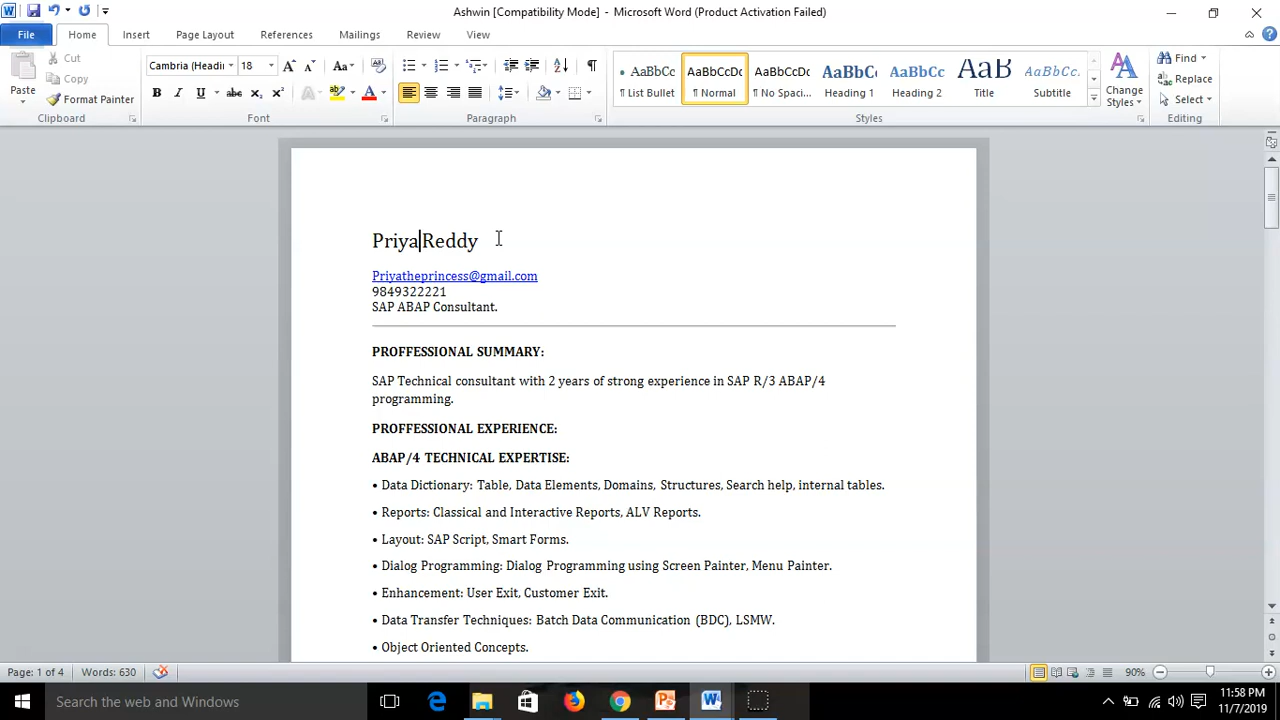 Ashwin [Compatibility Mode] - Microsoft Word (Product Activation Failed)
File Home Insert Page Layout References Mailings Review View
Cut
Copy
Format Painter
Paste
Clipboard
Cambria (Headi 18
Font
Paragraph
AaBbCc AaBbCcDc AaBbCcDc AaBbC AaBbCc AaB AaBbCc.
List Bullet ¶ Normal ¶ No Spaci... Heading 1 Heading 2 Title Subtitle
Styles
Change Styles
Find
Replace
Select
Editing
Priya Reddy
Priyatheprincess@gmail.com
9849322221
SAP ABAP Consultant.
PROFFESSIONAL SUMMARY:
SAP Technical consultant with 2 years of strong experience in SAP R/3 ABAP/4
programming.
PROFFESSIONAL EXPERIENCE:
ABAP/4 TECHNICAL EXPERTISE:
• Data Dictionary: Table, Data Elements, Domains, Structures, Search help, internal tables.
• Reports: Classical and Interactive Reports, ALV Reports.
• Layout: SAP Script, Smart Forms.
• Dialog Programming: Dialog Programming using Screen Painter, Menu Painter.
• Enhancement: User Exit, Customer Exit.
• Data Transfer Techniques: Batch Data Communication (BDC), LSMW.
• Object Oriented Concepts.
Page: 1 of 4 Words: 630 90%
Search the web and Windows
11:58 PM
11/7/2019